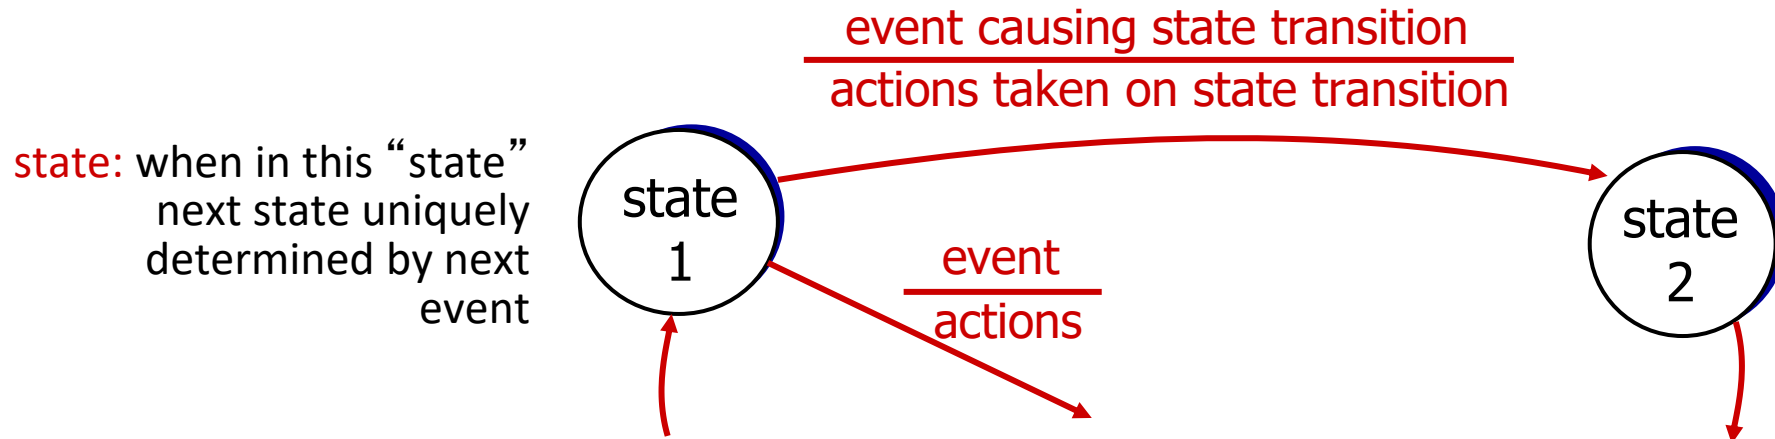 event causing state transition
actions taken on state transition
state: when in this “state”
next state uniquely
determined by next
event
state
1
event
actions
state
2